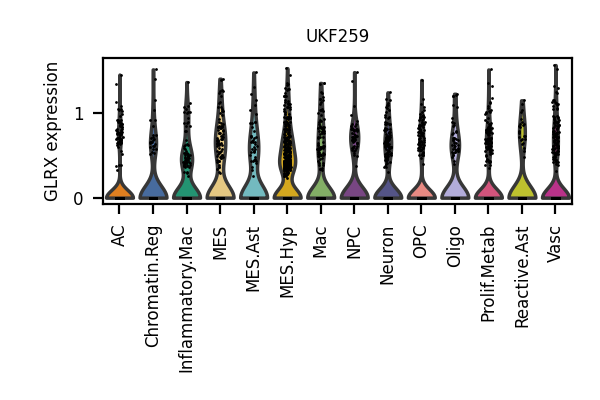 UKF259
GLRX expression
1
0
AC
Chromatin.Reg
Inflammatory.Mac
MES
MES.Ast
MES.Hyp
Mac
NPC
Neuron
OPC
Oligo
Prolif.Metab
Reactive.Ast
Vasc